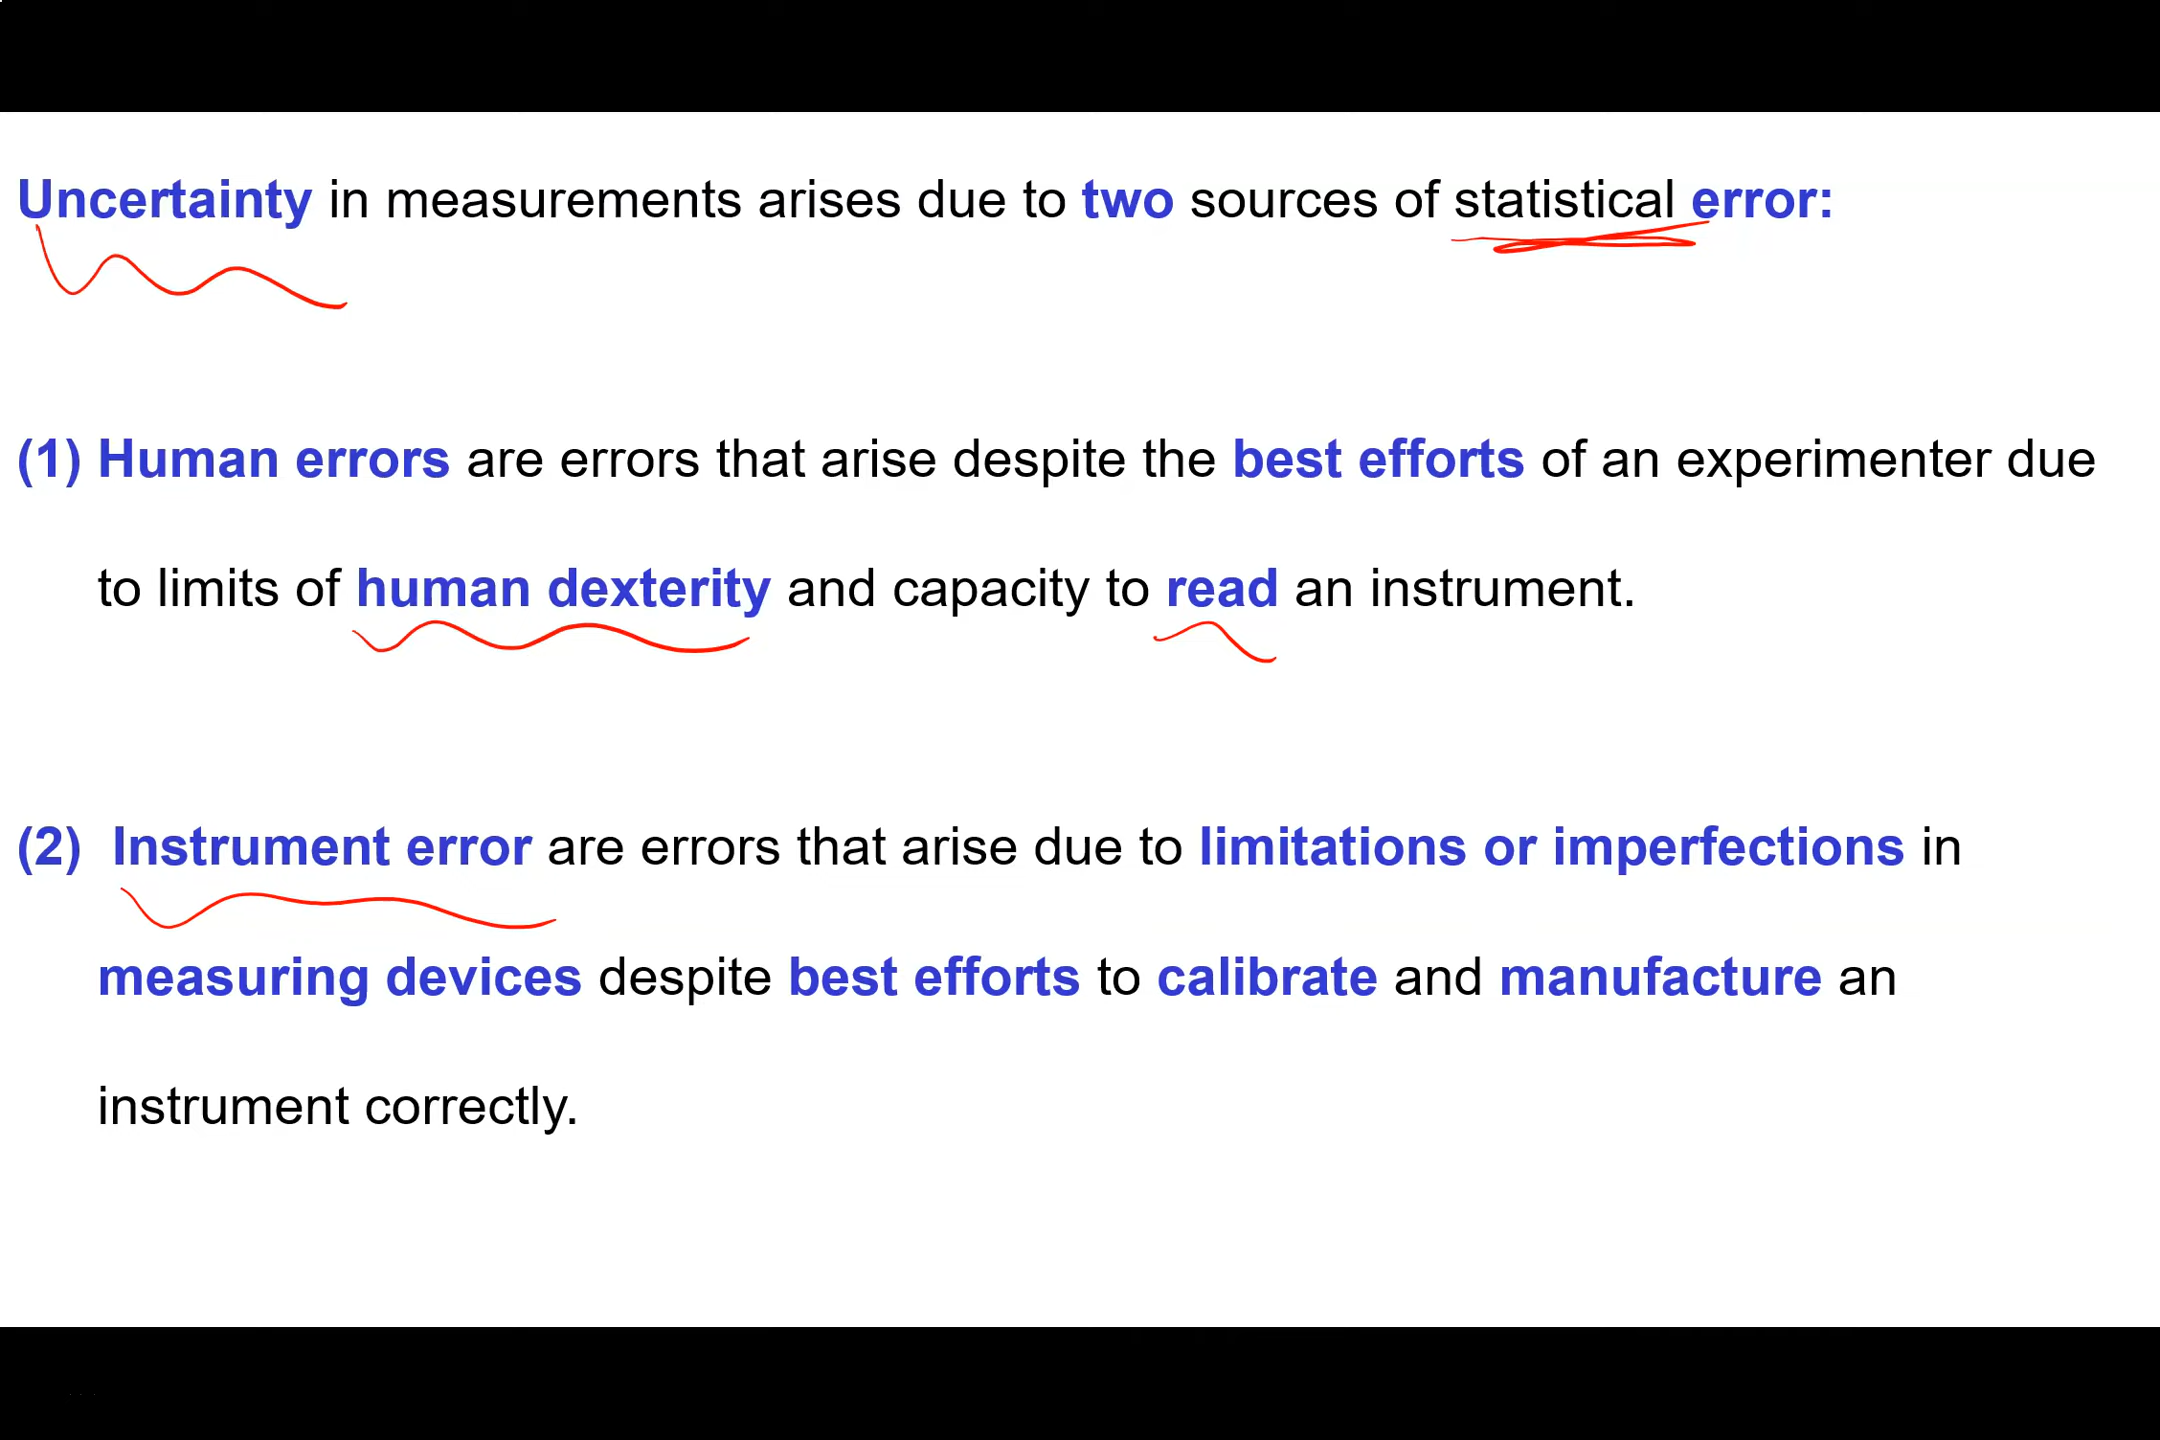 Uncertainty in measurements arises due to two sources of statistical error:
(1) Human errors are errors that arise despite the best efforts of an experimenter due
to limits of human dexterity and capacity to read an instrument.
(2) Instrument error are errors that arise due to limitations or imperfections in
measuring devices despite best efforts to calibrate and manufacture an
instrument correctly.